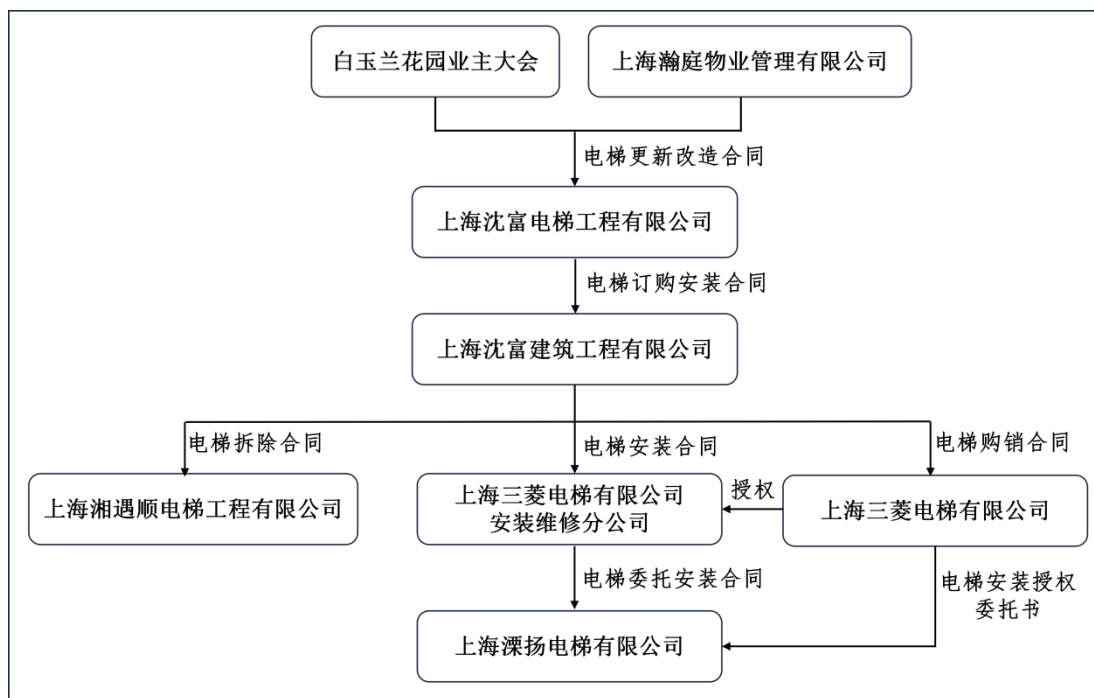 白玉兰花园业主大会
上海瀚庭物业管理有限公司
电梯更新改造合同
上海沈富电梯工程有限公司
电梯订购安装合同
上海沈富建筑工程有限公司
电梯拆除合同
电梯安装合同
电梯购销合同
上海湘遇顺电梯工程有限公司
上海三菱电梯有限公司
安装维修分公司
授权
上海三菱电梯有限公司
电梯委托安装合同
电梯安装授权
委托书
上海溧扬电梯有限公司